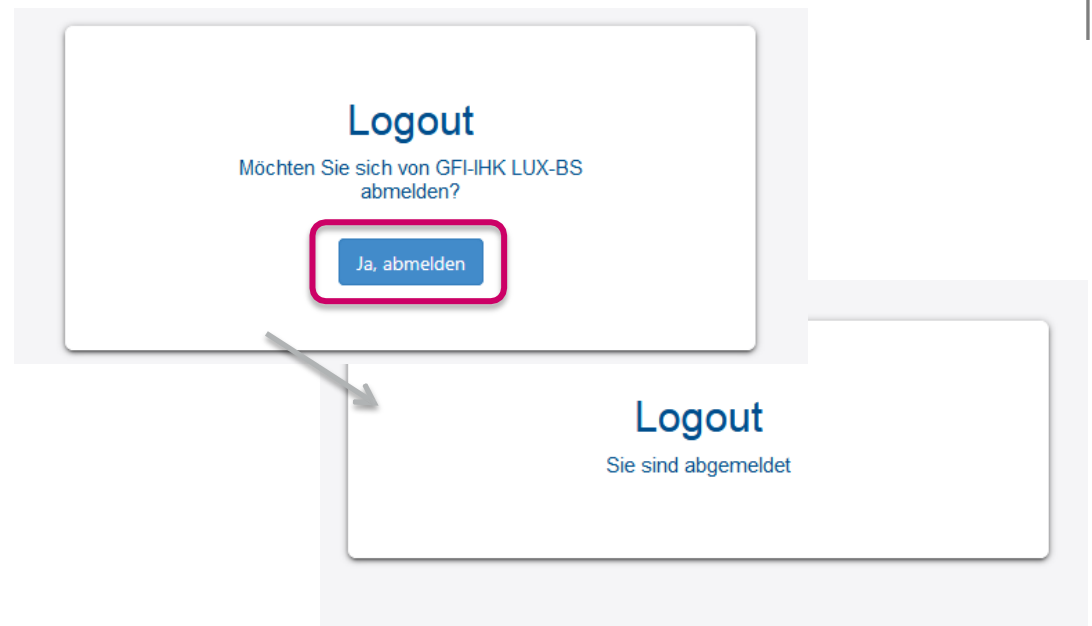 Logout
Möchten Sie sich von GFI-IHK LUX-BS
abmelden?
Ja, abmelden
Logout
Sie sind abgemeldet